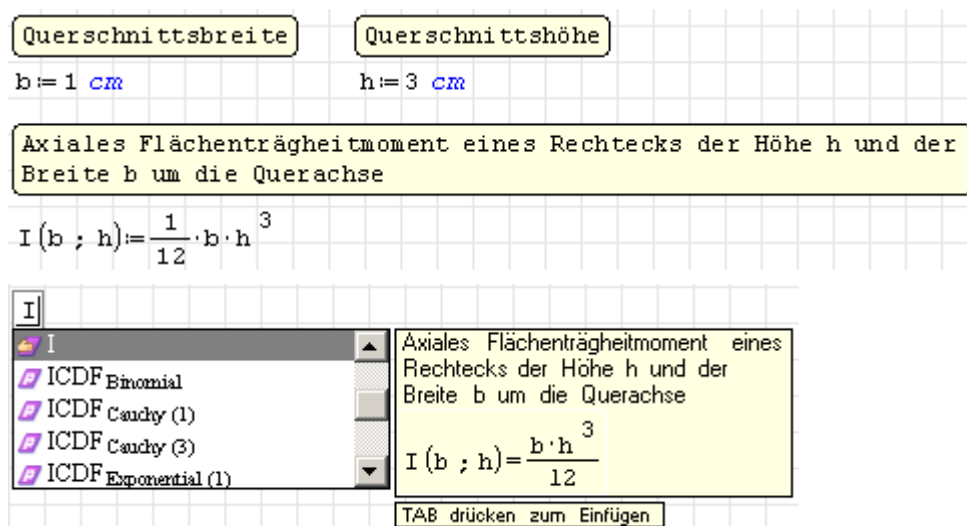 Querschnittsbreite Querschnittshöhe
b:=1 cm h:=3 cm
Axiales Flächenträgheitmoment eines Rechtecks der Höhe h und der
Breite b um die Querachse
I(b ; h):=1/12·b·h^3
I
I
ICDF Binomial
ICDF Cauchy (1)
ICDF Cauchy (3)
ICDF Exponential (1)
Axiales Flächenträgheitmoment eines
Rechtecks der Höhe h und der
Breite b um die Querachse
I(b ; h)=b·h^3/12
TAB drücken zum Einfügen